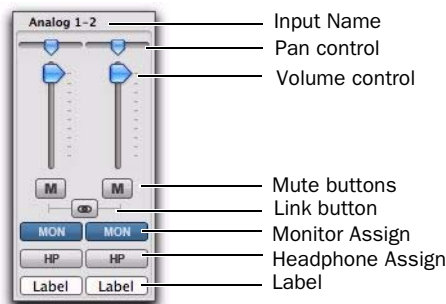 Analog 1-2
Input Name
Pan control
Volume control
M M
Mute buttons
Link button
MON MON
Monitor Assign
HP HP
Headphone Assign
Label Label
Label